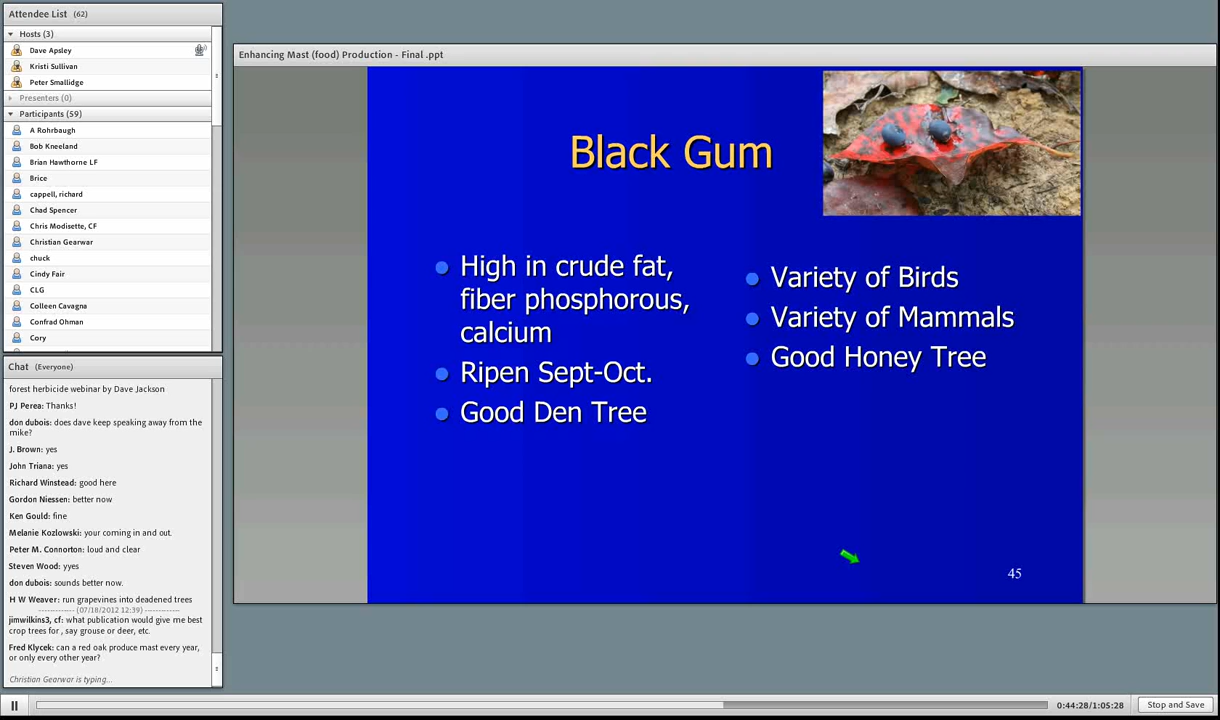 Attendee List (62)
Hosts (3)
Dave Apsley
Kristi Sullivan
Peter Smallidge
Presenters (0)
Participants (59)
A Rohrbaugh
Bob Kneeland
Brian Hawthorne LF
Brice
cappell, richard
Chad Spencer
Chris Modisette, CF
Christian Gearwar
chuck
Cindy Fair
CLG
Colleen Cavagna
Confrad Ohman
Cory
Chat (Everyone)
forest herbicide webinar by Dave Jackson
PJ Perea: Thanks!
don dubois: does dave keep speaking away from the
mike?
J. Brown: yes
John Triana: yes
Richard Winstead: good here
Gordon Niessen: better now
Ken Gould: fine
Melanie Kozlowski: your coming in and out.
Peter M. Connorton: loud and clear
Steven Wood: yyes
don dubois: sounds better now.
H W Weaver: run grapevines into deadened trees
------------- (07/18/2012 12:39) -------------
jimwilkins3, cf: what publication would give me best
crop trees for , say grouse or deer, etc.
Fred Klycek: can a red oak produce mast every year,
or only every other year?
Christian Gearwar is typing...
Enhancing Mast (food) Production - Final .ppt
Black Gum
High in crude fat,
fiber phosphorous,
calcium
Ripen Sept-Oct.
Good Den Tree
Variety of Birds
Variety of Mammals
Good Honey Tree
45
0:44:28/1:05:28
Stop and Save